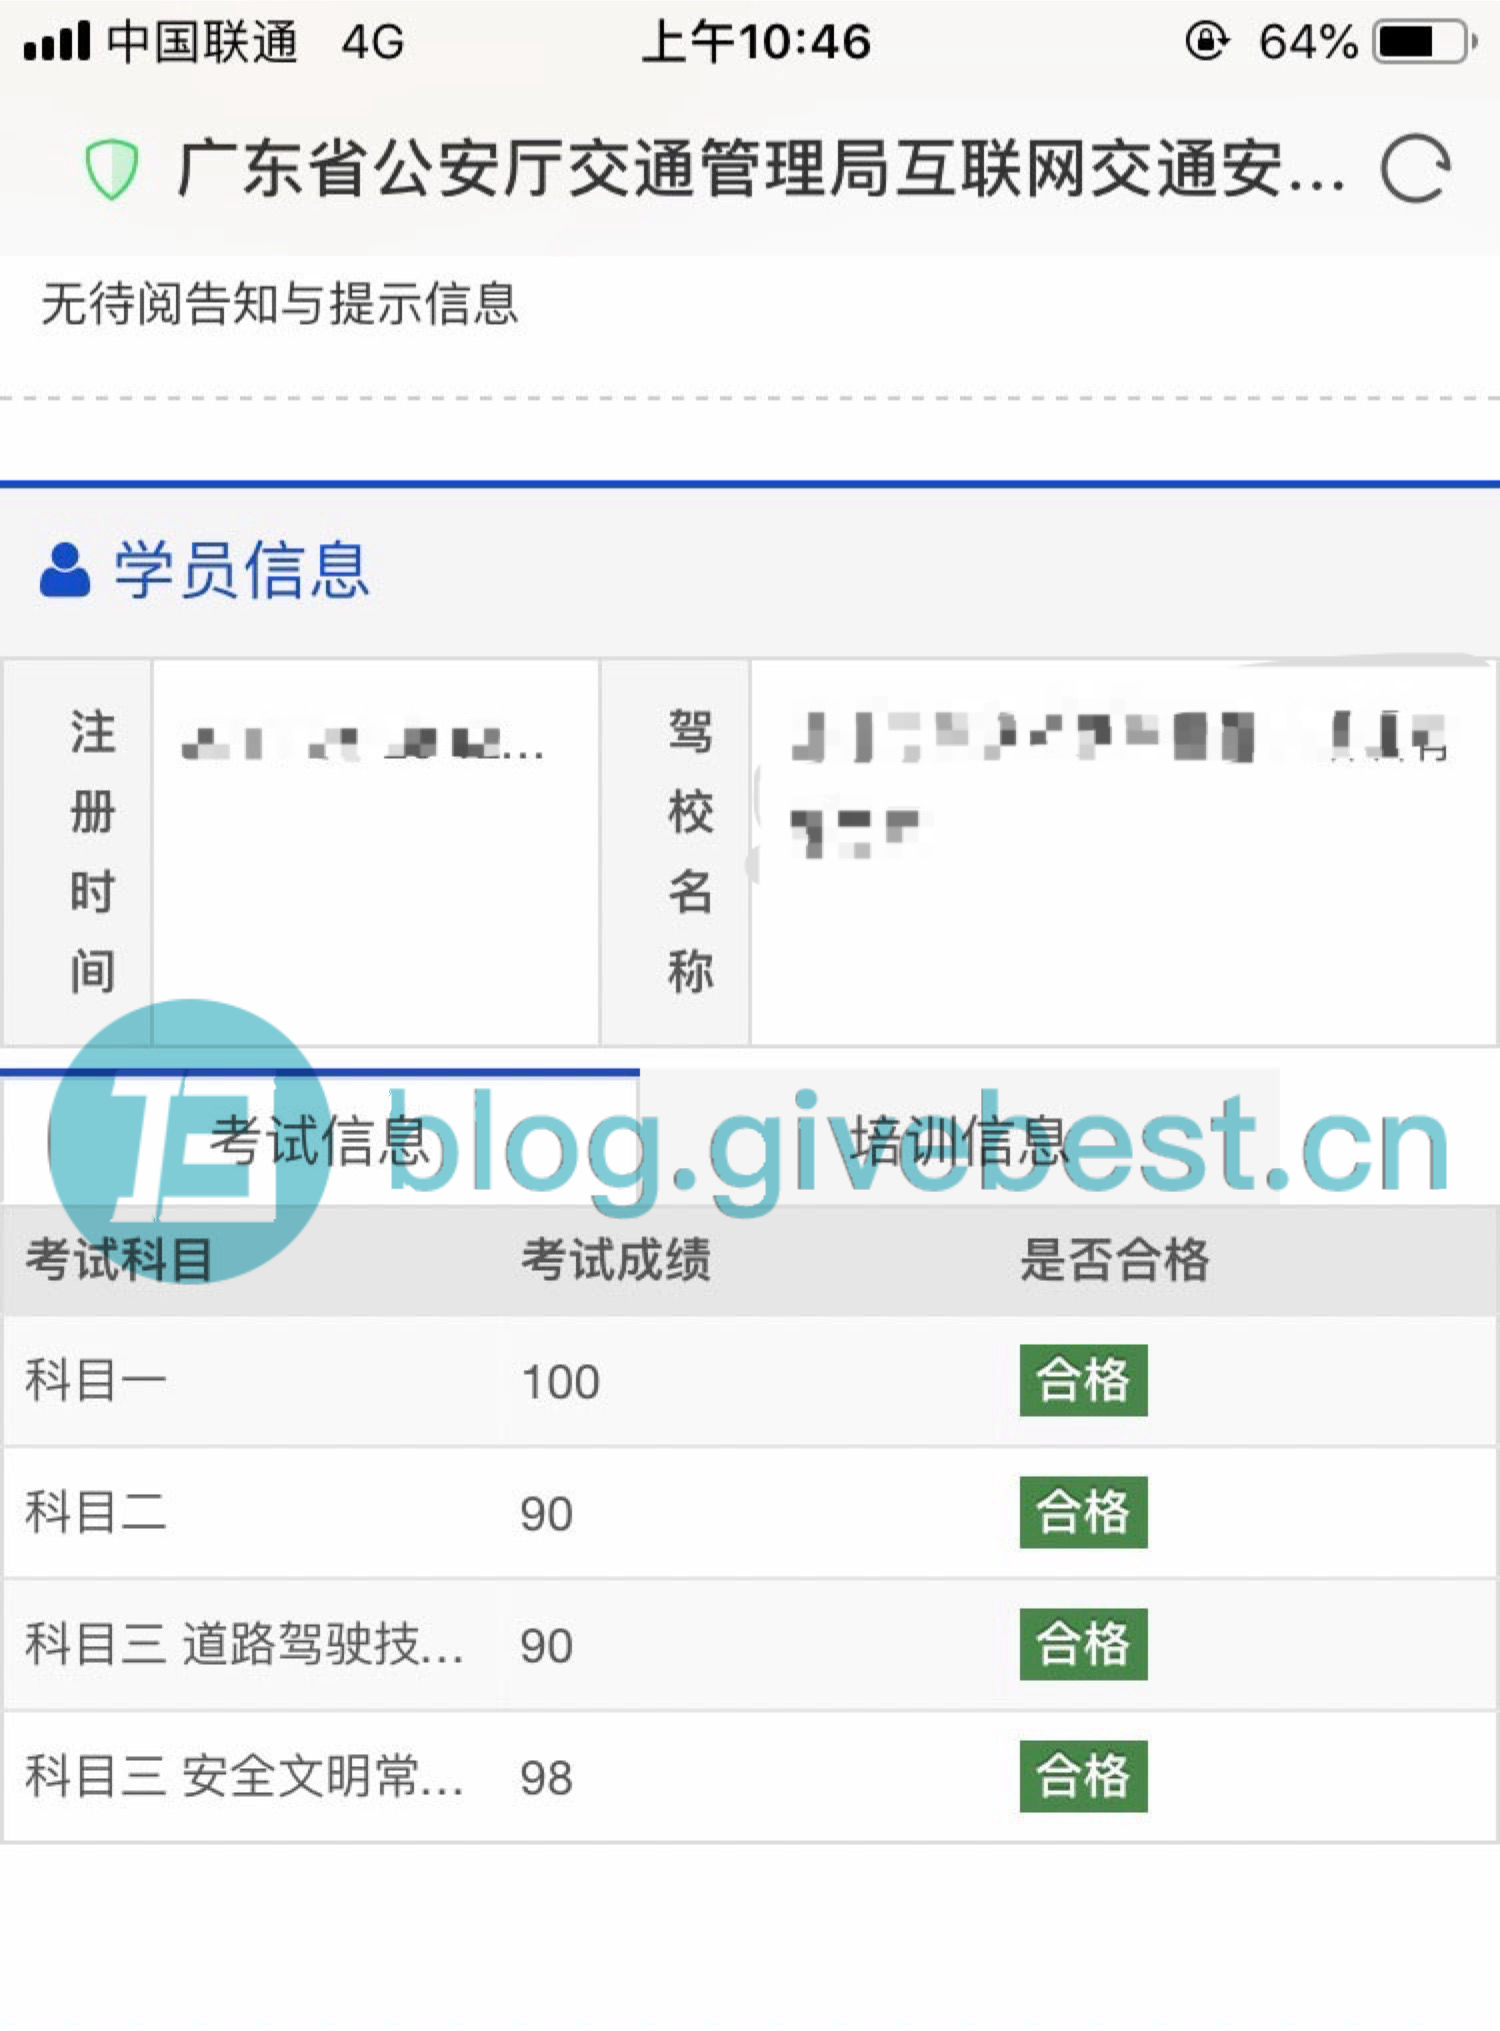 中国联通 4G 上午10:46 64%
广东省公安厅交通管理局互联网交通安...
无待阅告知与提示信息
学员信息
注册时间 ... 驾校名称
考试信息 培训信息
blog.givebest.cn
考试科目 考试成绩 是否合格
科目一 100 合格
科目二 90 合格
科目三 道路驾驶技... 90 合格
科目三 安全文明常... 98 合格